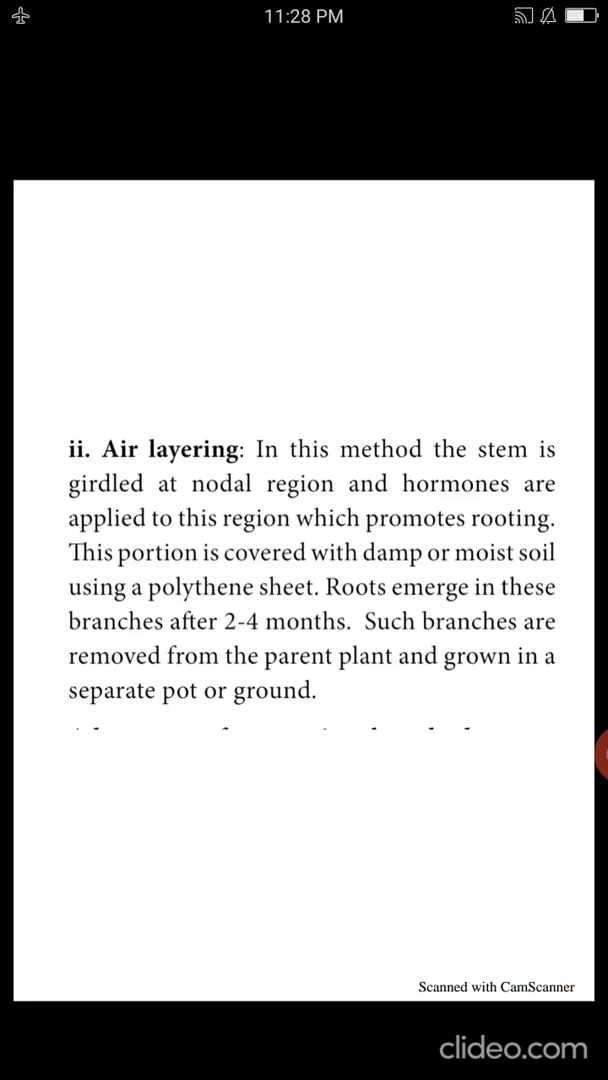 11:28 PM
ii. Air layering: In this method the stem is
girdled at nodal region and hormones are
applied to this region which promotes rooting.
This portion is covered with damp or moist soil
using a polythene sheet. Roots emerge in these
branches after 2-4 months.  Such branches are
removed from the parent plant and grown in a
separate pot or ground.
Scanned with CamScanner
clideo.com